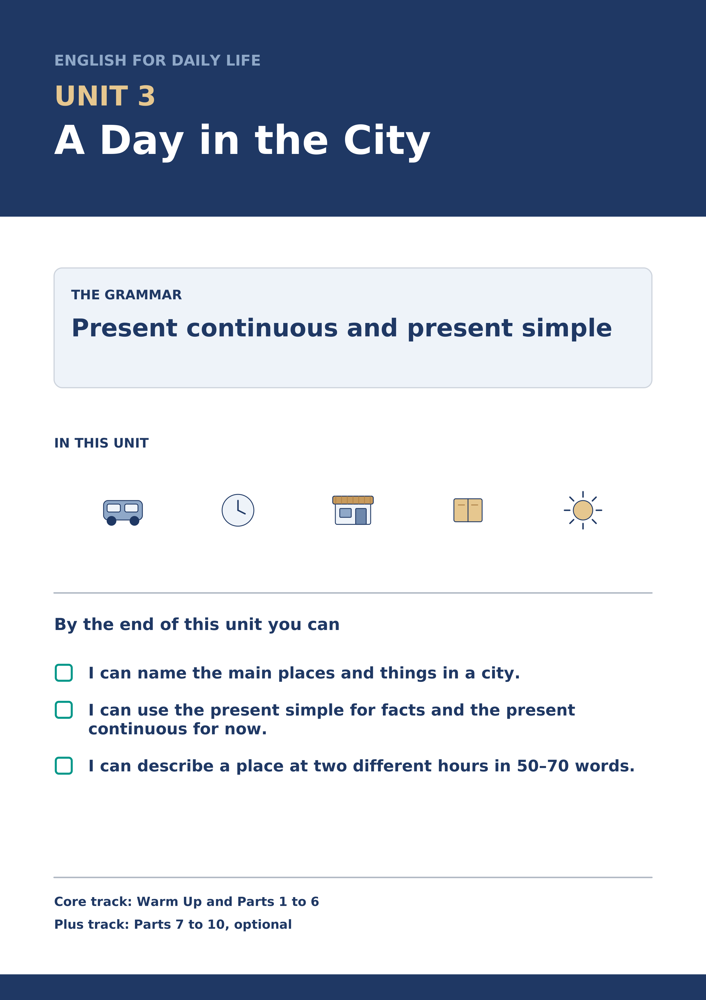 ENGLISH FOR DAILY LIFE
UNIT 3
A Day in the City
THE GRAMMAR
Present continuous and present simple
IN THIS UNIT
By the end of this unit you can
I can name the main places and things in a city.
I can use the present simple for facts and the present
continuous for now.
I can describe a place at two different hours in 50–70 words.
Core track: Warm Up and Parts 1 to 6
Plus track: Parts 7 to 10, optional